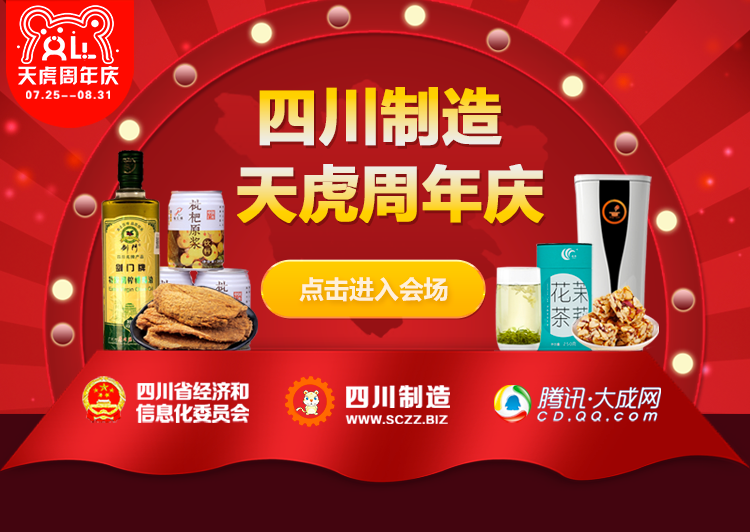 天虎周年庆
07.25--08.31
四川制造
天虎周年庆
点击进入会场
剑门
剑门牌
枇杷原浆
花茶
茉莉
250g
四川省经济和
信息化委员会
四川制造
WWW.SCZZ.BIZ
腾讯·大成网
CD.QQ.COM